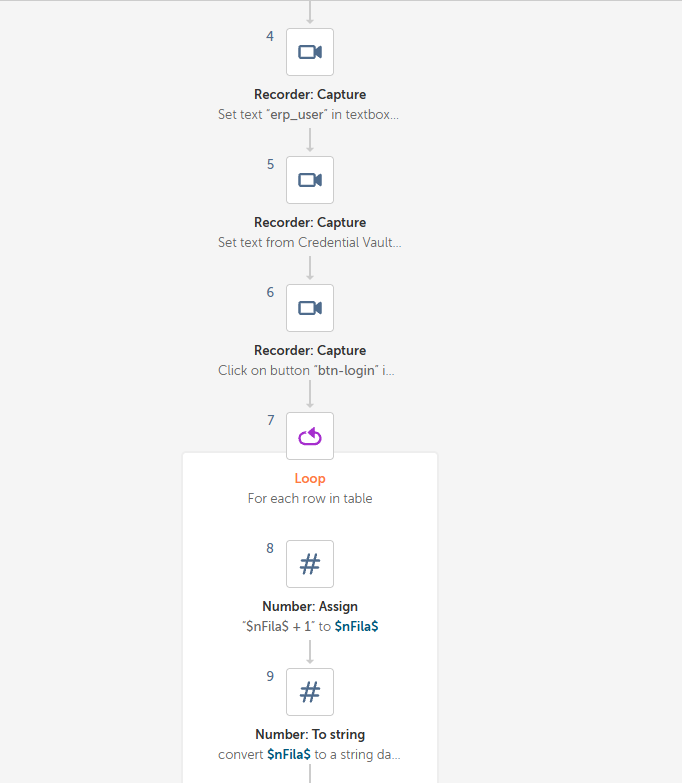 4
Recorder: Capture
Set text "erp_user" in textbox...
5
Recorder: Capture
Set text from Credential Vault...
6
Recorder: Capture
Click on button "btn-login" i...
7
Loop
For each row in table
8
Number: Assign
"$nFila$ + 1" to $nFila$
9
Number: To string
convert $nFila$ to a string da...